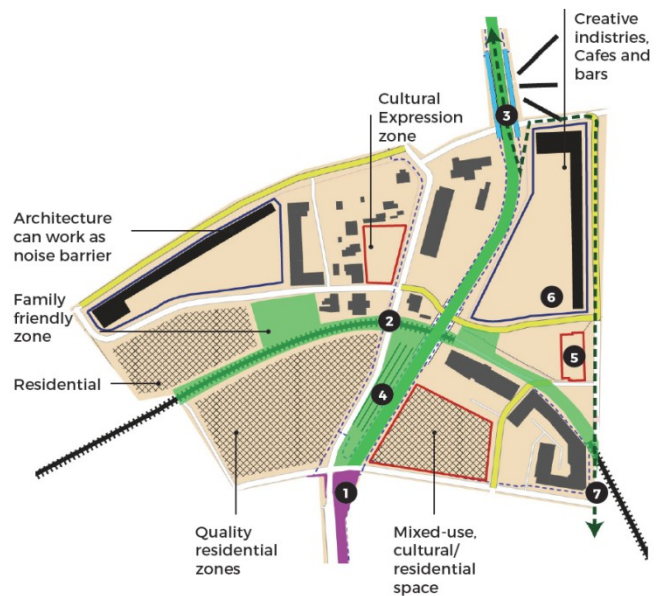 Creative
indistries,
Cafes and
bars
Cultural
Expression
zone
3
Architecture
can work as
noise barrier
6
Family
friendly
zone
2
5
Residential
4
1
7
Quality
residential
zones
Mixed-use,
cultural/
residential
space